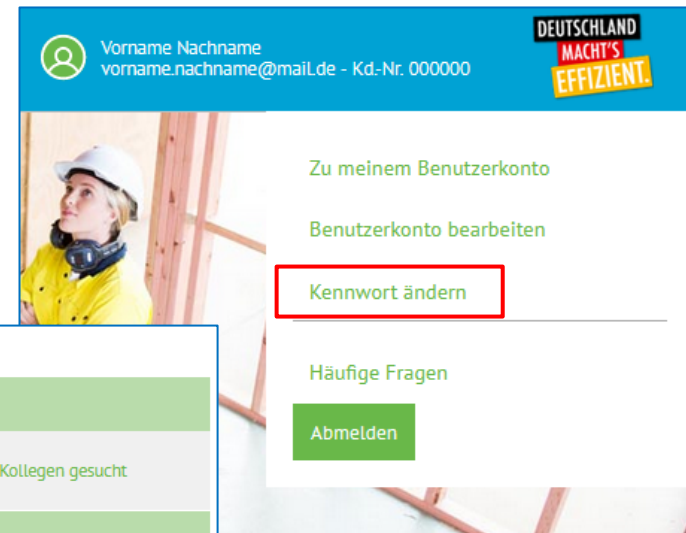 Vorname Nachname
vorname.nachname@mail.de - Kd.-Nr. 000000
DEUTSCHLAND
MACHT'S
EFFIZIENT.
Zu meinem Benutzerkonto
Benutzerkonto bearbeiten
Kennwort ändern
Häufige Fragen
Abmelden
Kollegen gesucht